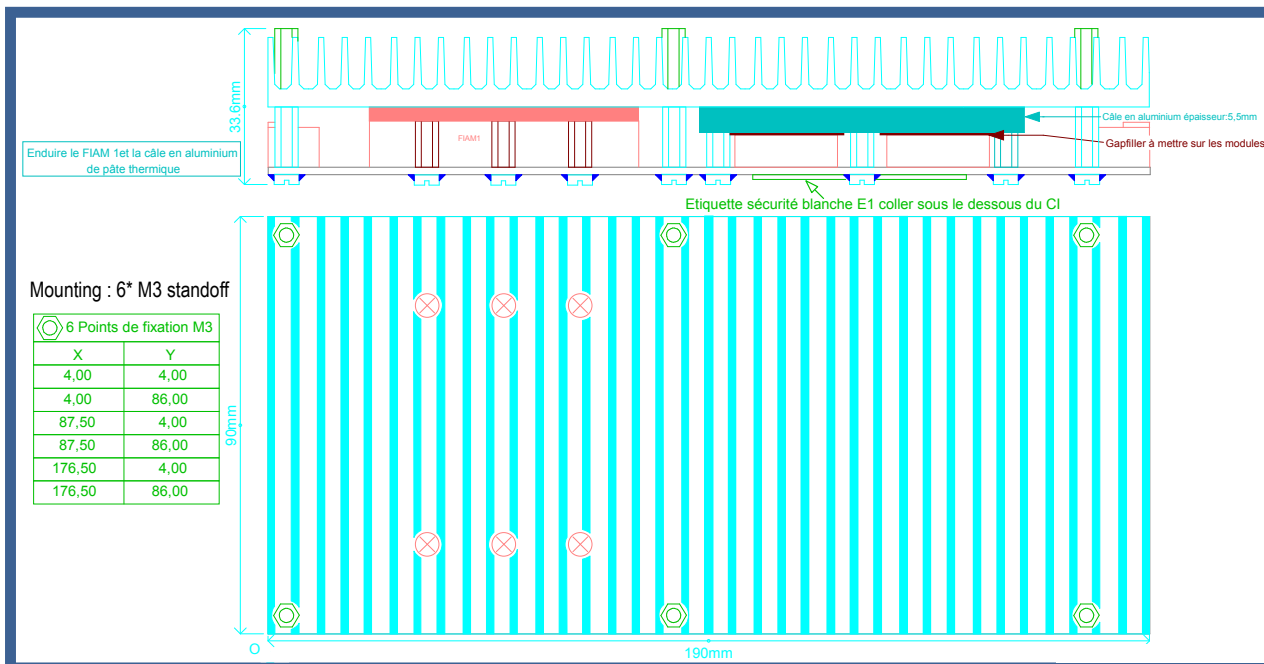 33.6mm
FIAM1
Câle en aluminium épaisseur:5,5mm
Gapfiller à mettre sur les modules
Enduire le FIAM 1et la câle en aluminium
de pâte thermique
Etiquette sécurité blanche E1 coller sous le dessous du CI
Mounting : 6* M3 standoff
6 Points de fixation M3
X Y
4,00 4,00
4,00 86,00
87,50 4,00
87,50 86,00
176,50 4,00
176,50 86,00
90mm
O
190mm